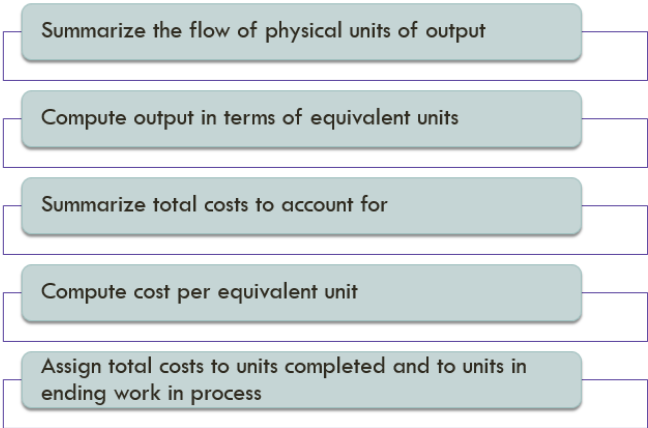 Summarize the flow of physical units of output
Compute output in terms of equivalent units
Summarize total costs to account for
Compute cost per equivalent unit
Assign total costs to units completed and to units in
ending work in process